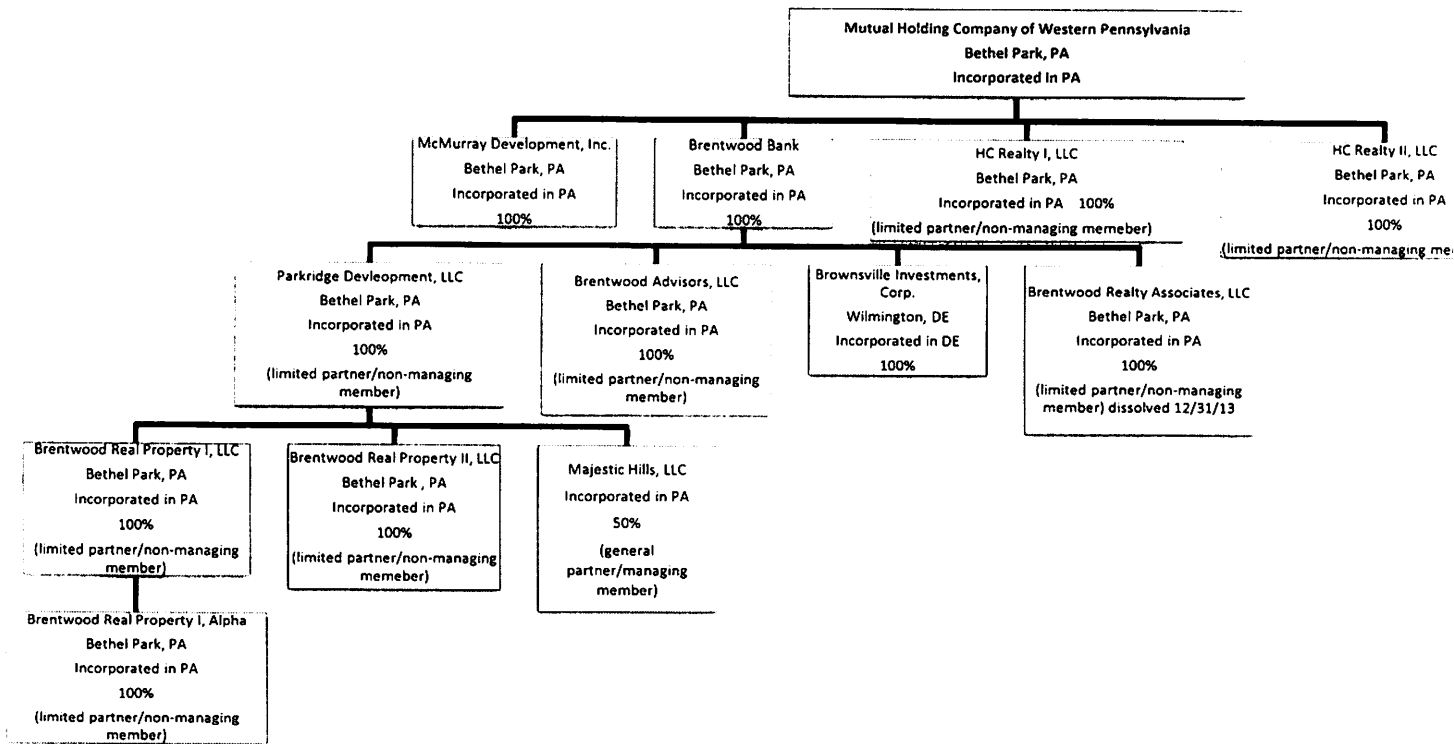 Mutual Holding Company of Western Pennsylvania
Bethel Park, PA
Incorporated In PA
McMurray Development, Inc.
Bethel Park, PA
Incorporated in PA
100%
Brentwood Bank
Bethel Park, PA
Incorporated in PA
100%
HC Realty I, LLC
Bethel Park, PA
Incorporated in PA 100%
(limited partner/non-managing memeber)
HC Realty II, LLC
Bethel Park, PA
Incorporated in PA
100%
(limited partner/non-managing me
Parkridge Devleopment, LLC
Bethel Park, PA
Incorporated in PA
100%
(limited partner/non-managing
member)
Brentwood Advisors, LLC
Bethel Park, PA
Incorporated in PA
100%
(limited partner/non-managing
member)
Brownsville Investments,
Corp.
Wilmington, DE
Incorporated in DE
100%
Brentwood Realty Associates, LLC
Bethel Park, PA
Incorporated in PA
100%
(limited partner/non-managing
member) dissolved 12/31/13
Brentwood Real Property I, LLC
Bethel Park, PA
Incorporated in PA
100%
(limited partner/non-managing
member)
Brentwood Real Property II, LLC
Bethel Park , PA
Incorporated in PA
100%
(limited partner/non-managing
memeber)
Majestic Hills, LLC
Incorporated in PA
50%
(general
partner/managing
member)
Brentwood Real Property I, Alpha
Bethel Park, PA
Incorporated in PA
100%
(limited partner/non-managing
member)